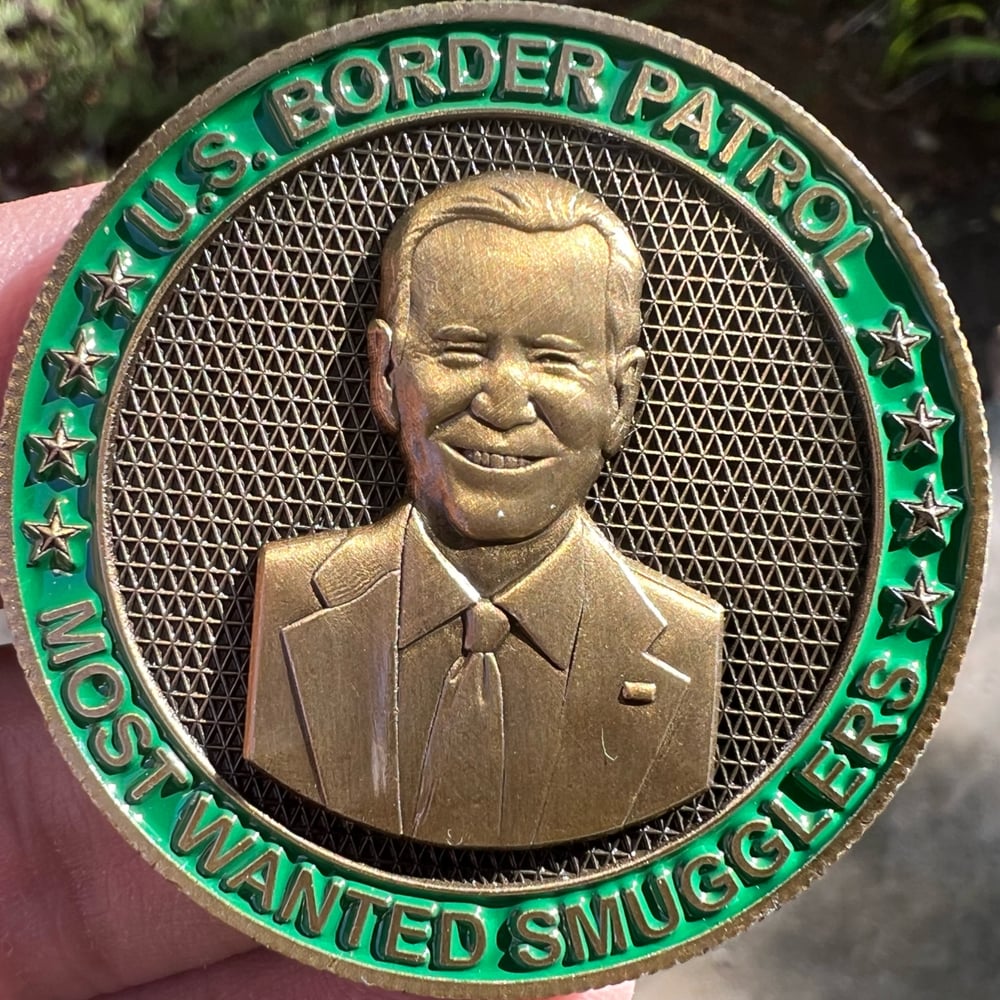 U.S. BORDER PATROL
MOST WANTED SMUGGLERS